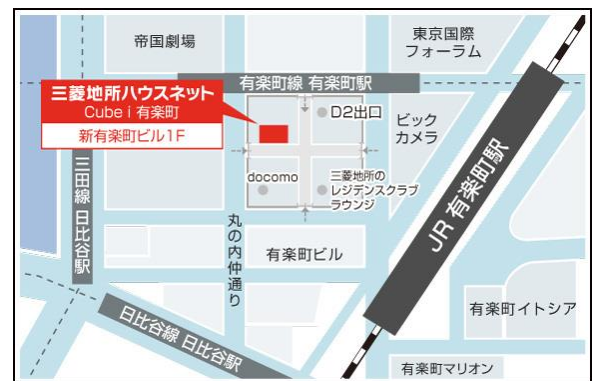 帝国劇場
東京国際
フォーラム
有楽町線 有楽町駅
三菱地所ハウスネット
Cube i 有楽町
新有楽町ビル1F
D2出口
ビック
カメラ
docomo
三菱地所の
レジデンスクラブ
ラウンジ
JR 有楽町駅
三田線 日比谷駅
丸の内仲通り
有楽町ビル
日比谷線 日比谷駅
有楽町イトシア
有楽町マリオン